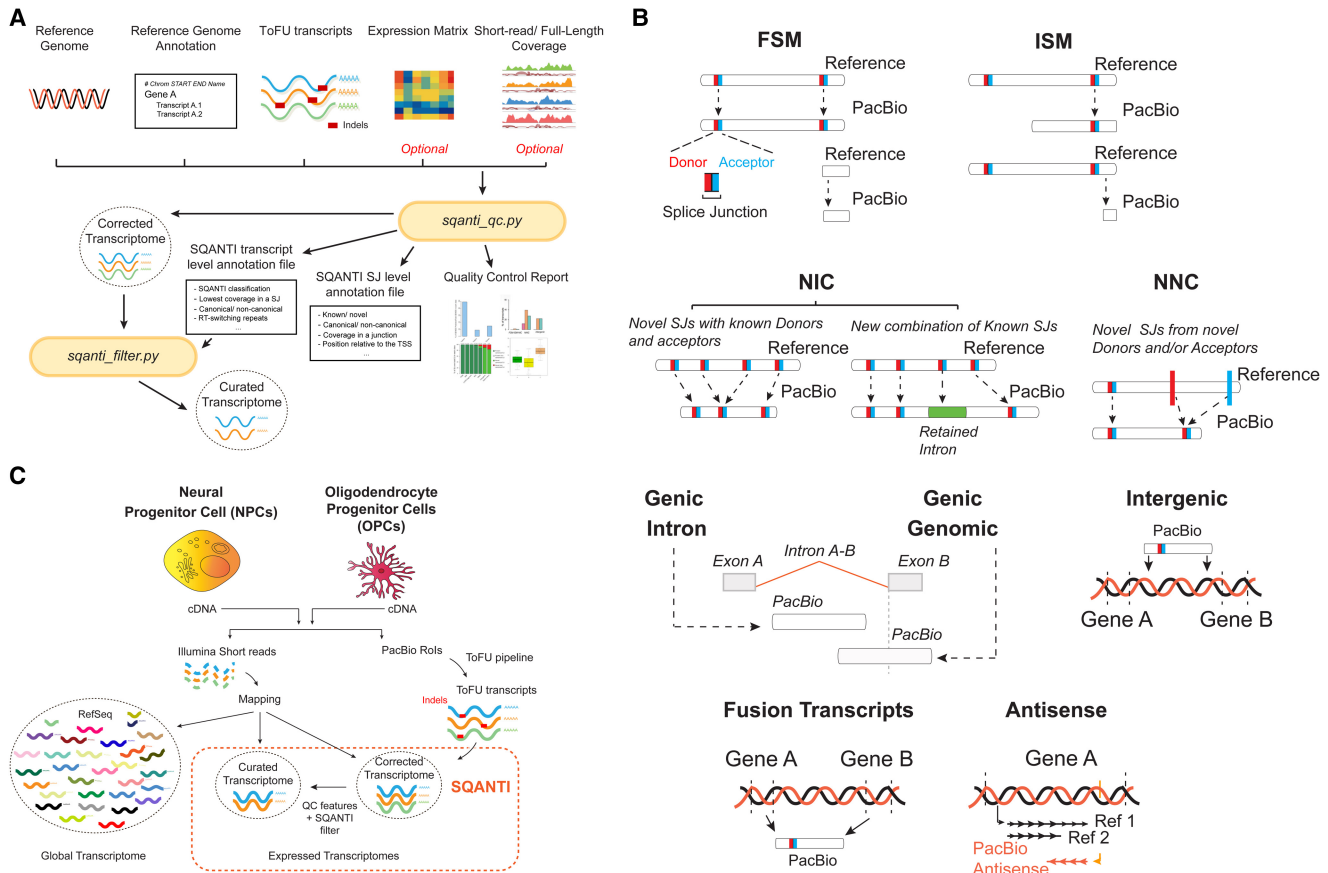 A
Reference
Genome
Reference Genome
Annotation
ToFU transcripts
Expression Matrix
Short-read/ Full-Length
Coverage
# Chrom START END Name
Gene A
Transcript A.1
Transcript A.2
AAAAA
AAAAA
AAAAA
Indels
Optional
Optional
sqanti_qc.py
Corrected
Transcriptome
SQANTI transcript
level annotation file
- SQANTI classification
- Lowest coverage in a SJ
- Canonical/ non-canonical
- RT-switching repeats
...
SQANTI SJ level
annotation file
- Known/ novel
- Canonical/ non-canonical
- Coverage in a junction
- Position relative to the TSS
...
Quality Control Report
sqanti_filter.py
Curated
Transcriptome
B
FSM
Reference
PacBio
Donor
Acceptor
Splice Junction
Reference
PacBio
ISM
Reference
PacBio
Reference
PacBio
NIC
Novel SJs with known Donors
and acceptors
Reference
PacBio
New combination of Known SJs
Reference
PacBio
Retained
Intron
NNC
Novel SJs from novel
Donors and/or Acceptors
Reference
PacBio
Genic
Intron
Genic
Genomic
Exon A
Intron A-B
Exon B
PacBio
PacBio
Intergenic
PacBio
Gene A
Gene B
Fusion Transcripts
Gene A
Gene B
PacBio
Antisense
Gene A
Ref 1
Ref 2
PacBio
Antisense
C
Neural
Progenitor Cell (NPCs)
Oligodendrocyte
Progenitor Cells
(OPCs)
cDNA
cDNA
Illumina Short reads
PacBio RoIs
ToFU pipeline
Mapping
ToFU transcripts
Indels
AAAAA
AAAAA
AAAAA
RefSeq
Curated
Transcriptome
Corrected
Transcriptome
SQANTI
QC features
+ SQANTI
filter
Global Transcriptome
Expressed Transcriptomes